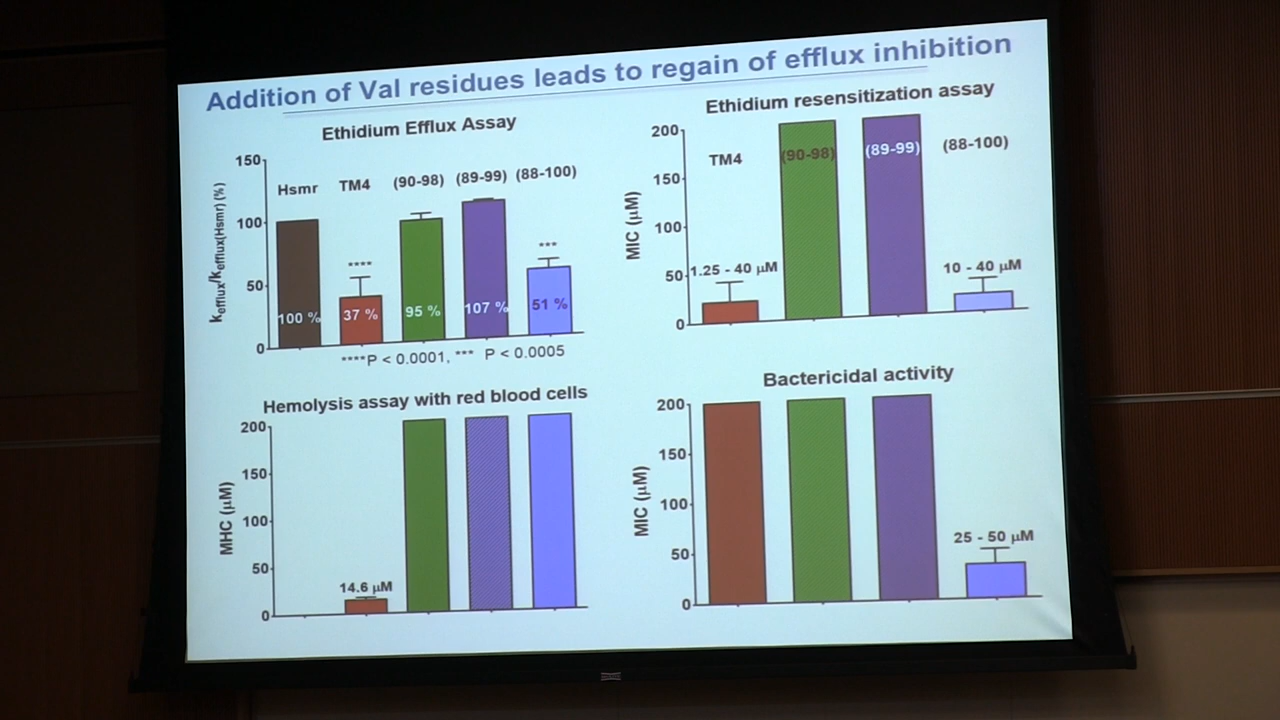 Addition of Val residues leads to regain of efflux inhibition
Ethidium Efflux Assay
150
100
50
0
kefflux/kefflux(Hsmr) (%)
Hsmr TM4 (90-98) (89-99) (88-100)
**** ***
100 % 37 % 95 % 107 % 51 %
****P < 0.0001, *** P < 0.0005
Ethidium resensitization assay
200
150
100
50
0
MIC (μM)
TM4 (90-98) (89-99) (88-100)
1.25 - 40 μM 10 - 40 μM
Hemolysis assay with red blood cells
200
150
100
50
0
MHC (μM)
14.6 μM
Bactericidal activity
200
150
100
50
0
MIC (μM)
25 - 50 μM